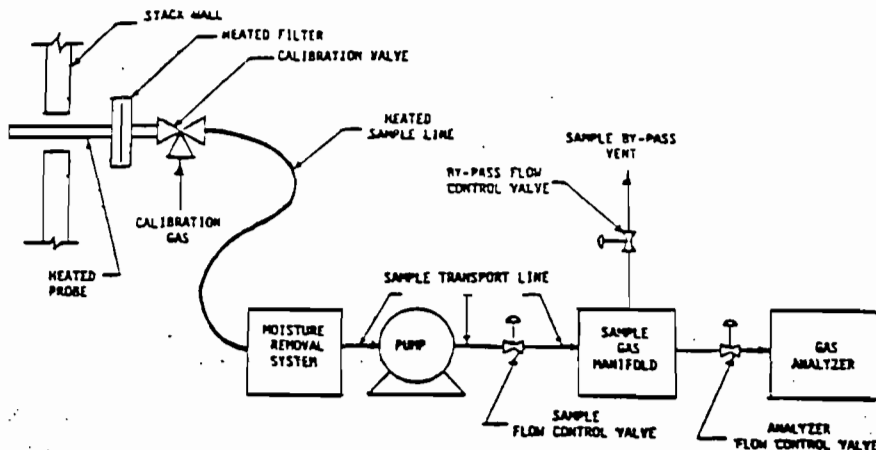 STACK WALL
HEATED FILTER
CALIBRATION VALVE
HEATED
SAMPLE LINE
SAMPLE BY-PASS
VENT
BY-PASS FLOW
CONTROL VALVE
CALIBRATION
GAS
HEATED
PROBE
SAMPLE TRANSPORT LINE
MOISTURE
REMOVAL
SYSTEM
PUMP
SAMPLE
GAS
MANIFOLD
GAS
ANALYZER
SAMPLE
FLOW CONTROL VALVE
ANALYZER
FLOW CONTROL VALVE